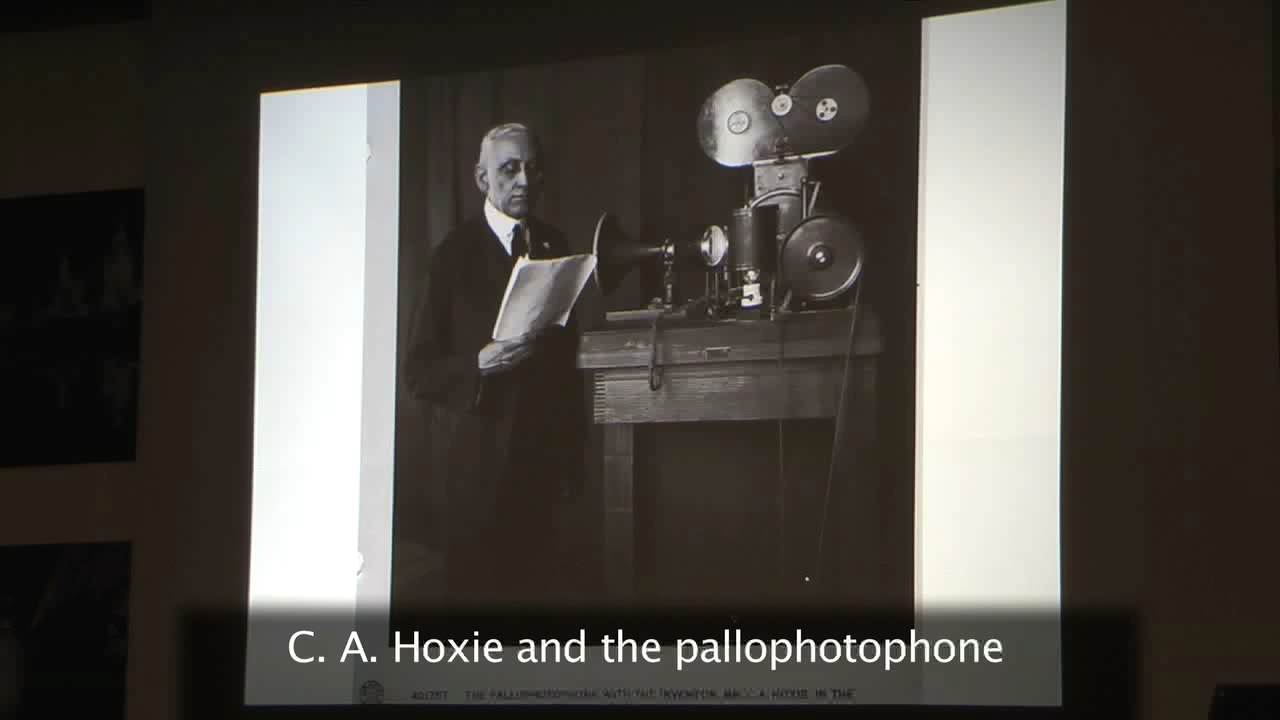 C. A. Hoxie and the pallophotophone
THE PALLOPHOTOPHONE WITH THE INVENTOR, MR. C. A. HOXIE IN THE